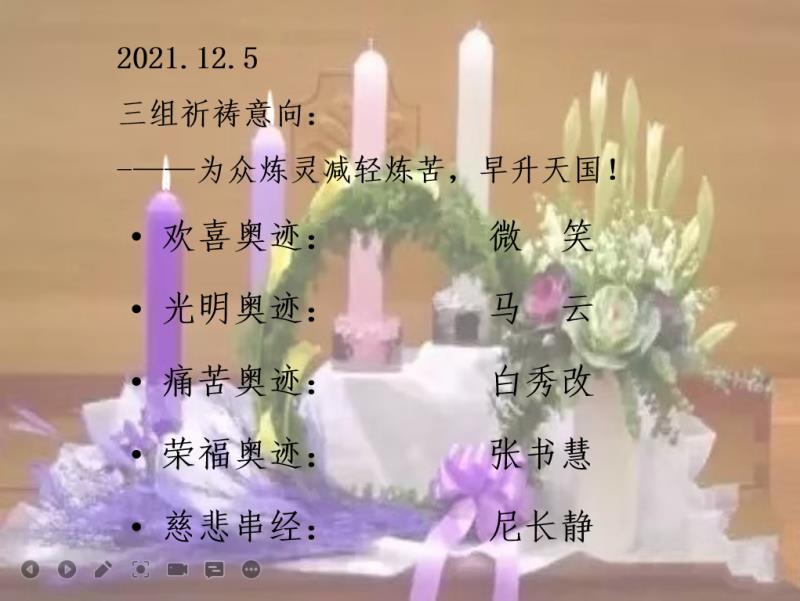 2021.12.5
三组祈祷意向：
-——为众炼灵减轻炼苦，早升天国！
• 欢喜奥迹： 微 笑
• 光明奥迹： 马 云
• 痛苦奥迹： 白秀改
• 荣福奥迹： 张书慧
• 慈悲串经： 尼长静